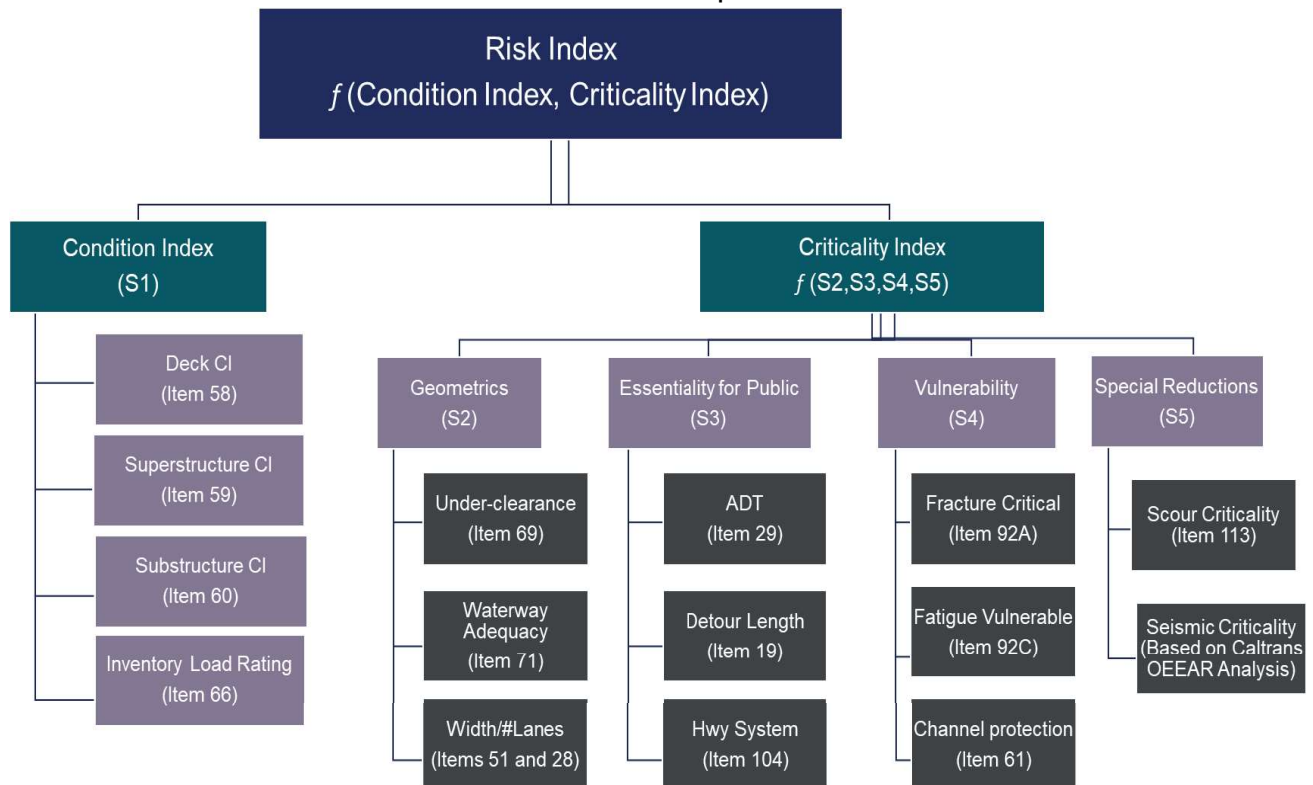 Risk Index
f (Condition Index, Criticality Index)
Condition Index
(S1)
Criticality Index
f (S2,S3,S4,S5)
Deck CI
(Item 58)
Superstructure CI
(Item 59)
Substructure CI
(Item 60)
Inventory Load Rating
(Item 66)
Geometrics
(S2)
Under-clearance
(Item 69)
Waterway
Adequacy
(Item 71)
Width/#Lanes
(Items 51 and 28)
Essentiality for Public
(S3)
ADT
(Item 29)
Detour Length
(Item 19)
Hwy System
(Item 104)
Vulnerability
(S4)
Fracture Critical
(Item 92A)
Fatigue Vulnerable
(Item 92C)
Channel protection
(Item 61)
Special Reductions
(S5)
Scour Criticality
(Item 113)
Seismic Criticality
(Based on Caltrans
OEEAR Analysis)